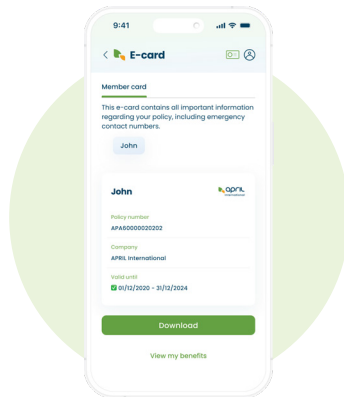 9:41
E-card
Member card
This e-card contains all important information
regarding your policy, including emergency
contact numbers.
John
John
april
international
Policy number
APA60000020202
Company
APRIL International
Valid until
01/12/2020 - 31/12/2024
Download
View my benefits